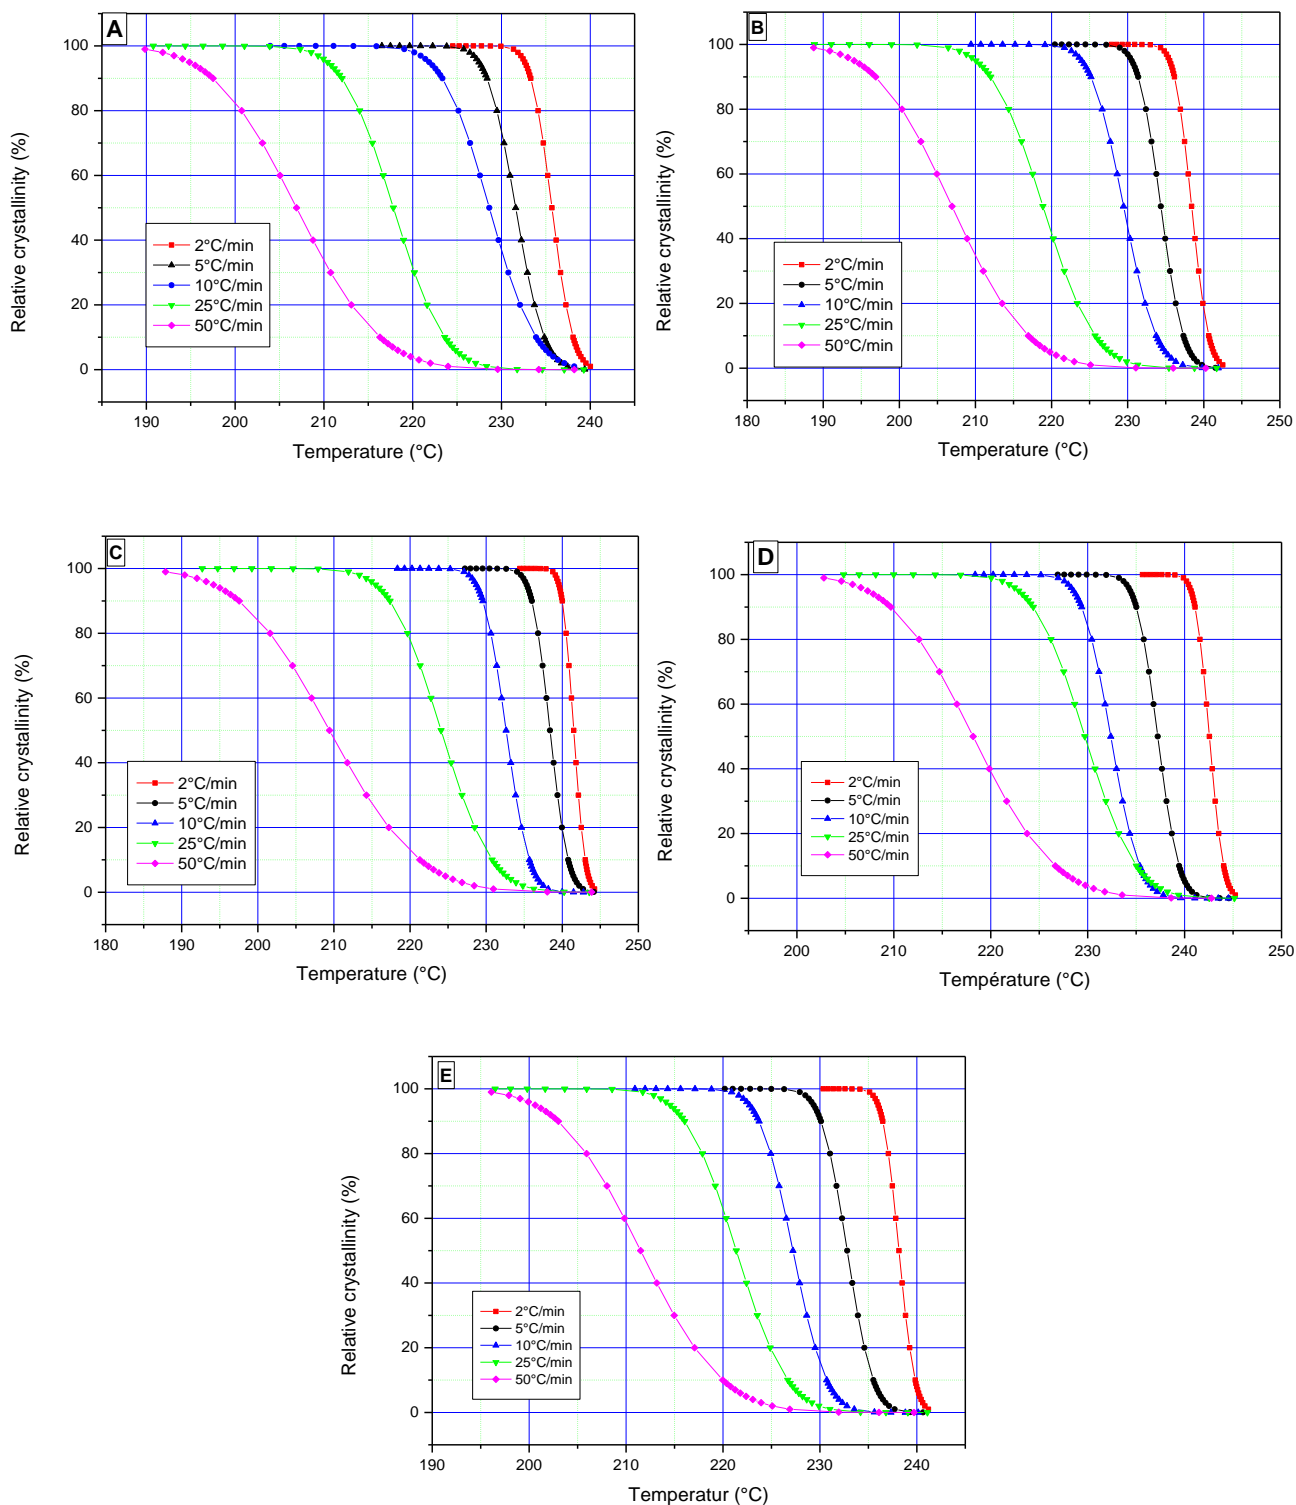 A
Relative crystallinity (%)
100
80
60
40
20
0
2°C/min
5°C/min
10°C/min
25°C/min
50°C/min
190 200 210 220 230 240
Temperature (°C)
B
Relative crystallinity (%)
100
80
60
40
20
0
2°C/min
5°C/min
10°C/min
25°C/min
50°C/min
180 190 200 210 220 230 240 250
Temperature (°C)
C
Relative crystallinity (%)
100
80
60
40
20
0
2°C/min
5°C/min
10°C/min
25°C/min
50°C/min
180 190 200 210 220 230 240 250
Temperature (°C)
D
Relative crystallinity (%)
100
80
60
40
20
0
2°C/min
5°C/min
10°C/min
25°C/min
50°C/min
200 210 220 230 240 250
Température (°C)
E
Relative crystallinity (%)
100
80
60
40
20
0
2°C/min
5°C/min
10°C/min
25°C/min
50°C/min
190 200 210 220 230 240
Temperatur (°C)